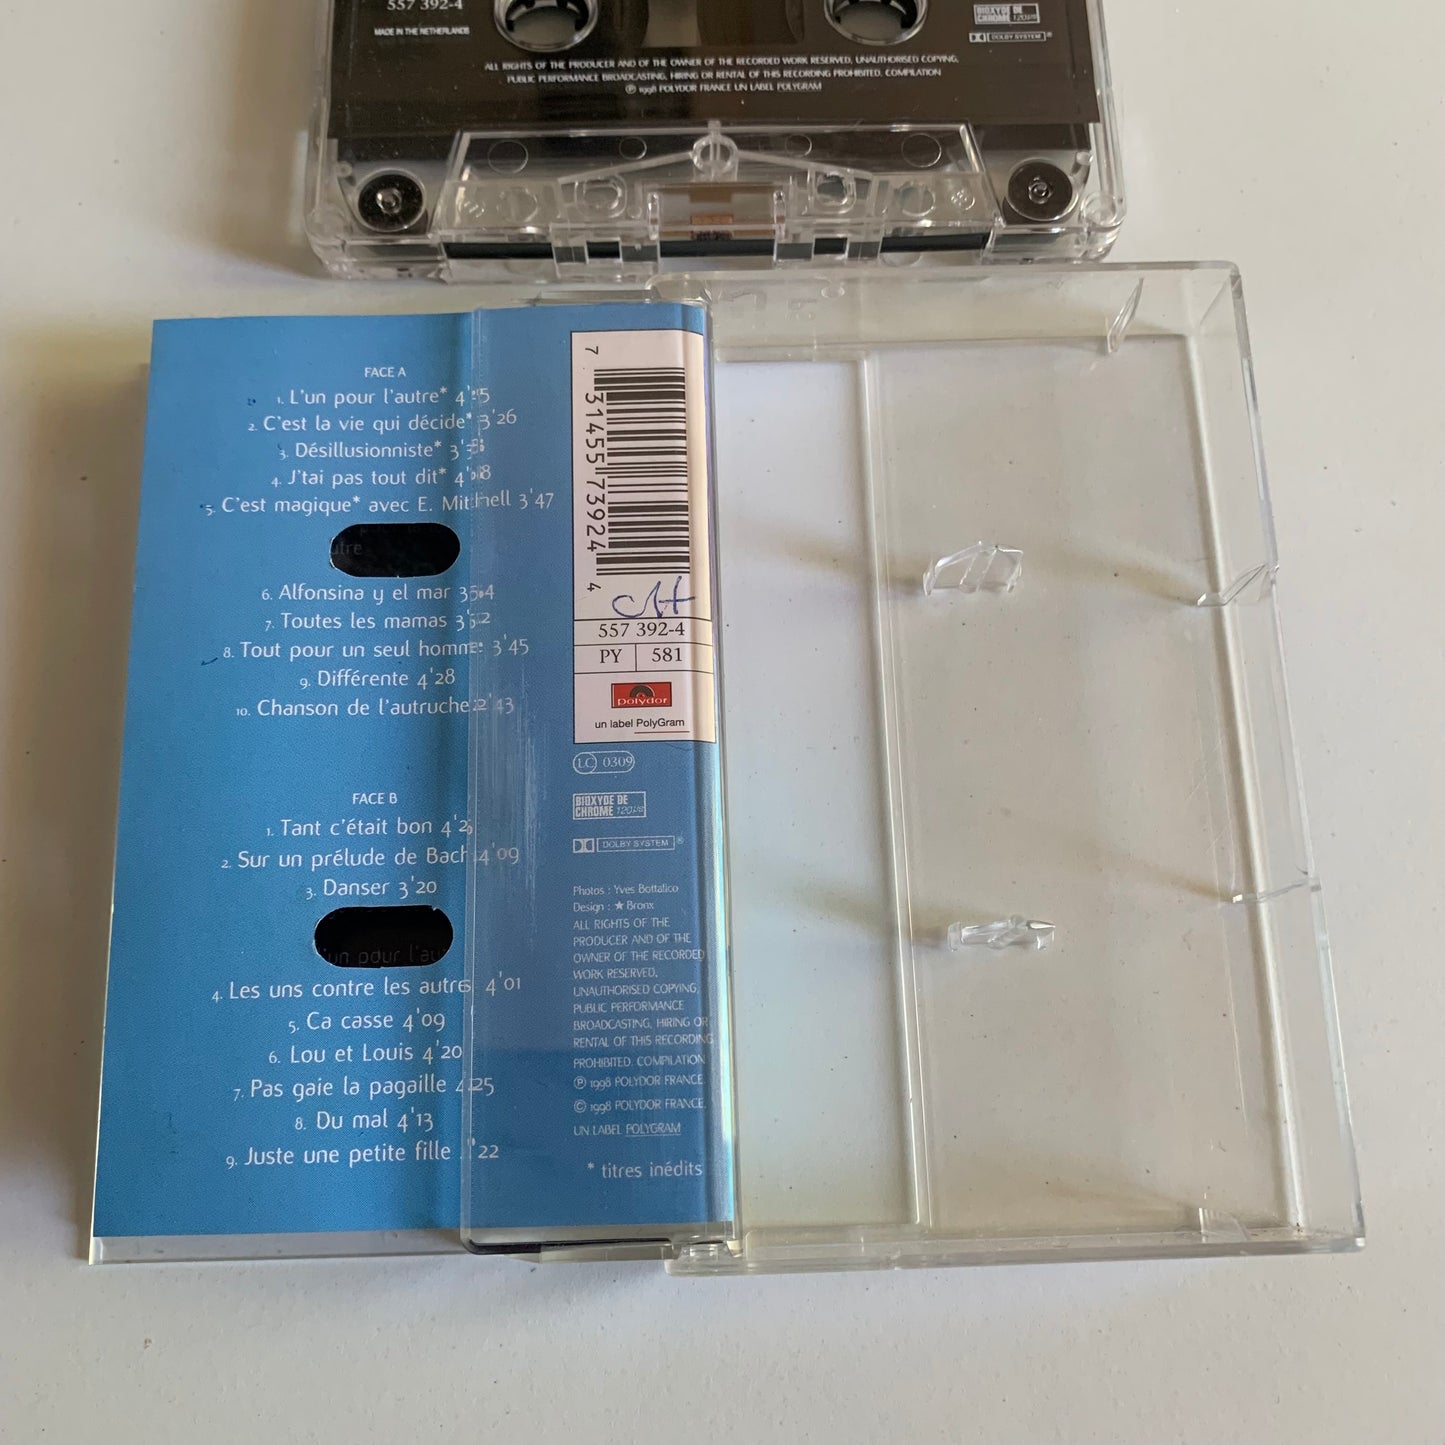 557 392-4
MADE IN THE NETHERLANDS
BIOXYDE DE
CHROME 120µs
DOLBY SYSTEM ®
ALL RIGHTS OF THE PRODUCER AND OF THE OWNER OF THE RECORDED WORK RESERVED, UNAUTHORISED COPYING,
PUBLIC PERFORMANCE BROADCASTING, HIRING OR RENTAL OF THIS RECORDING PROHIBITED. COMPILATION
℗ 1998 POLYDOR FRANCE UN LABEL POLYGRAM
FACE A
1. L'un pour l'autre*
2. C'est la vie qui décide* 3'26
3. Désillusionniste*
4. J'tai pas tout dit*
5. C'est magique* avec E. Mitchell 3'47
6. Alfonsina y el mar
7. Toutes les mamas
8. Tout pour un seul homme 3'45
9. Différente 4'28
10. Chanson de l'autruche 2'43
FACE B
1. Tant c'était bon
2. Sur un prélude de Bach 4'09
3. Danser 3'20
4. Les uns contre les autres 4'01
5. Ca casse 4'09
6. Lou et Louis 4'20
7. Pas gaie la pagaille 4'25
8. Du mal 4'13
9. Juste une petite fille
7 31455 73924 4
557 392-4
PY 581
polydor
un label PolyGram
LC 0309
BIOXYDE DE
CHROME 120µs
DOLBY SYSTEM ®
Photos : Yves Bottalico
Design : ★ Bronx
ALL RIGHTS OF THE
PRODUCER AND OF THE
OWNER OF THE RECORDED
WORK RESERVED,
UNAUTHORISED COPYING,
PUBLIC PERFORMANCE
BROADCASTING, HIRING OR
RENTAL OF THIS RECORDING
PROHIBITED. COMPILATION
℗ 1998 POLYDOR FRANCE.
© 1998 POLYDOR FRANCE.
UN LABEL POLYGRAM
* titres inédits